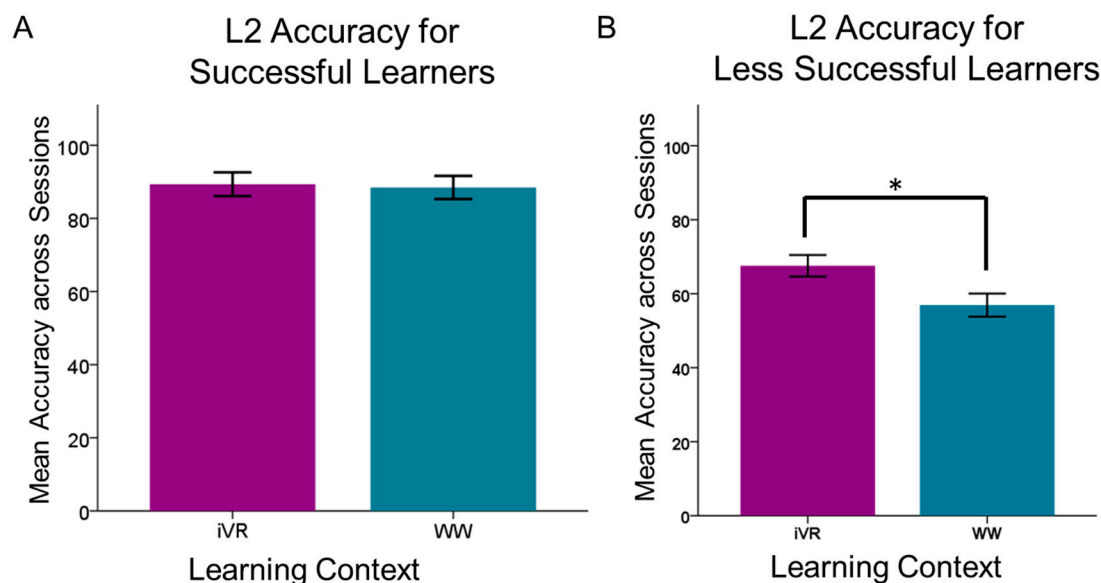 A
L2 Accuracy for
Successful Learners
Mean Accuracy across Sessions
100
80
60
40
20
0
iVR
WW
Learning Context
B
L2 Accuracy for
Less Successful Learners
Mean Accuracy across Sessions
100
80
60
40
20
0
*
iVR
WW
Learning Context